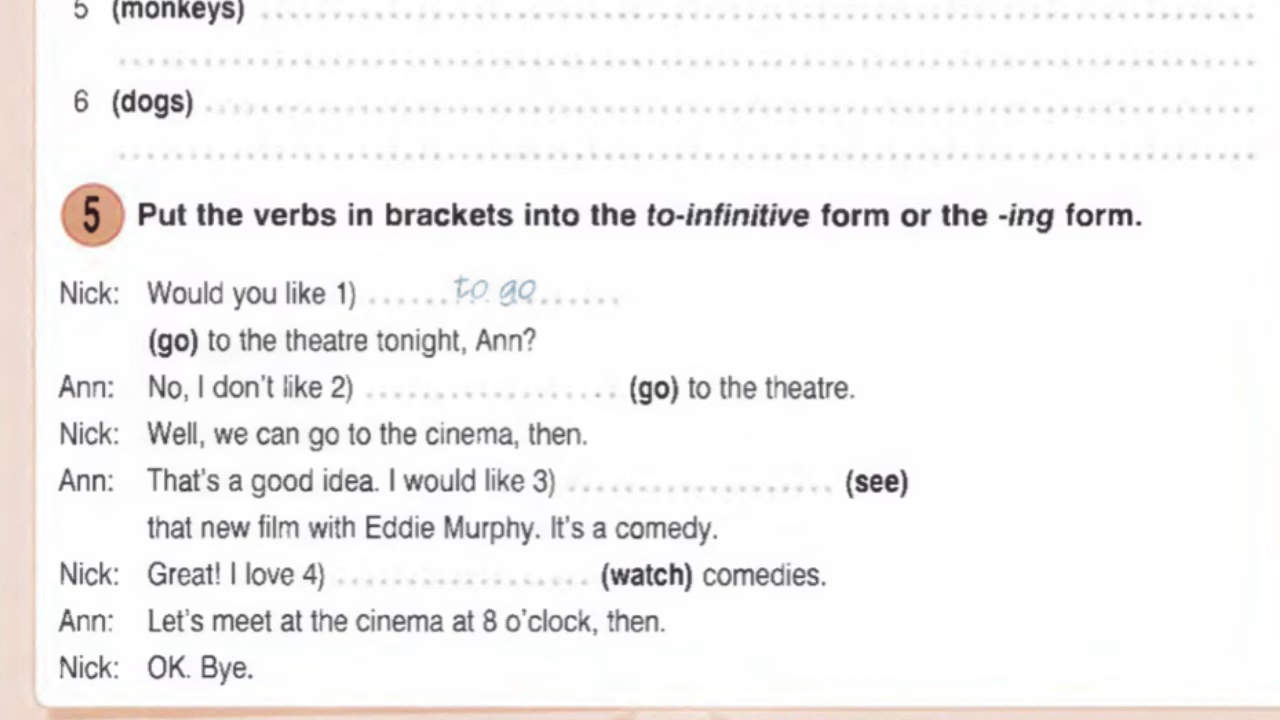 5 (monkeys) ........................................
........................................
6 (dogs) ........................................
........................................
5 Put the verbs in brackets into the to-infinitive form or the -ing form.
Nick: Would you like 1) ......to go......
(go) to the theatre tonight, Ann?
Ann: No, I don't like 2) .................. (go) to the theatre.
Nick: Well, we can go to the cinema, then.
Ann: That's a good idea. I would like 3) .................. (see)
that new film with Eddie Murphy. It's a comedy.
Nick: Great! I love 4) .................. (watch) comedies.
Ann: Let's meet at the cinema at 8 o'clock, then.
Nick: OK. Bye.